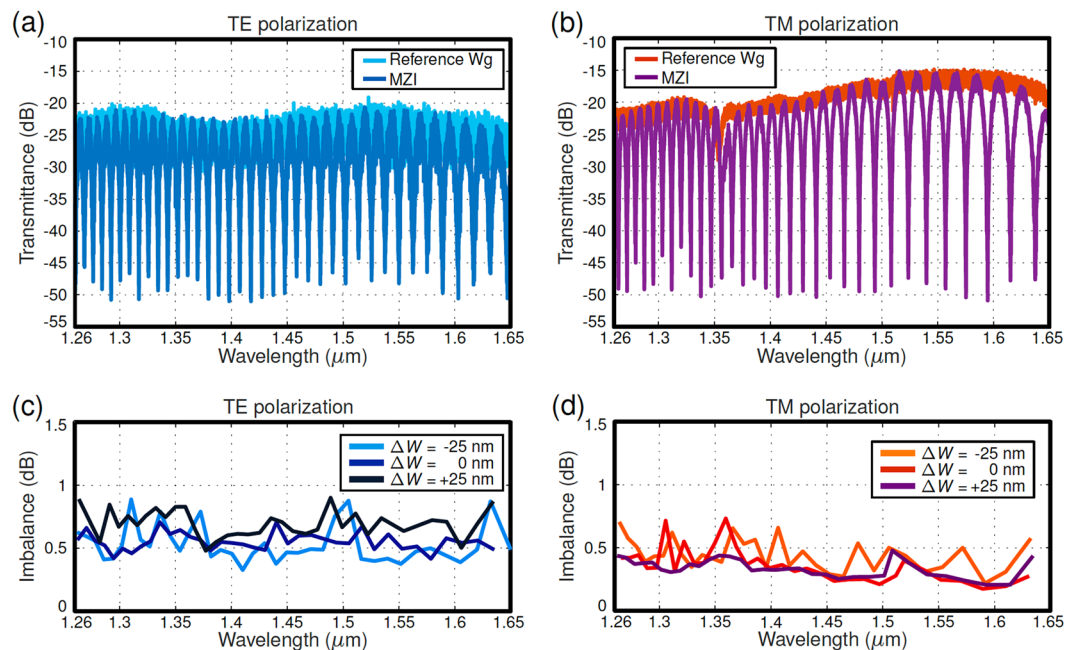 (a)
TE polarization
-10
-15
-20
-25
-30
-35
-40
-45
-50
-55
Transmittance (dB)
Reference Wg
MZI
1.26 1.3 1.35 1.4 1.45 1.5 1.55 1.6 1.65
Wavelength (μm)
(b)
TM polarization
-10
-15
-20
-25
-30
-35
-40
-45
-50
-55
Transmittance (dB)
Reference Wg
MZI
1.26 1.3 1.35 1.4 1.45 1.5 1.55 1.6 1.65
Wavelength (μm)
(c)
TE polarization
1.5
1
0.5
0
Imbalance (dB)
ΔW = -25 nm
ΔW = 0 nm
ΔW = +25 nm
1.26 1.3 1.35 1.4 1.45 1.5 1.55 1.6 1.65
Wavelength (μm)
(d)
TM polarization
1.5
1
0.5
0
Imbalance (dB)
ΔW = -25 nm
ΔW = 0 nm
ΔW = +25 nm
1.26 1.3 1.35 1.4 1.45 1.5 1.55 1.6 1.65
Wavelength (μm)